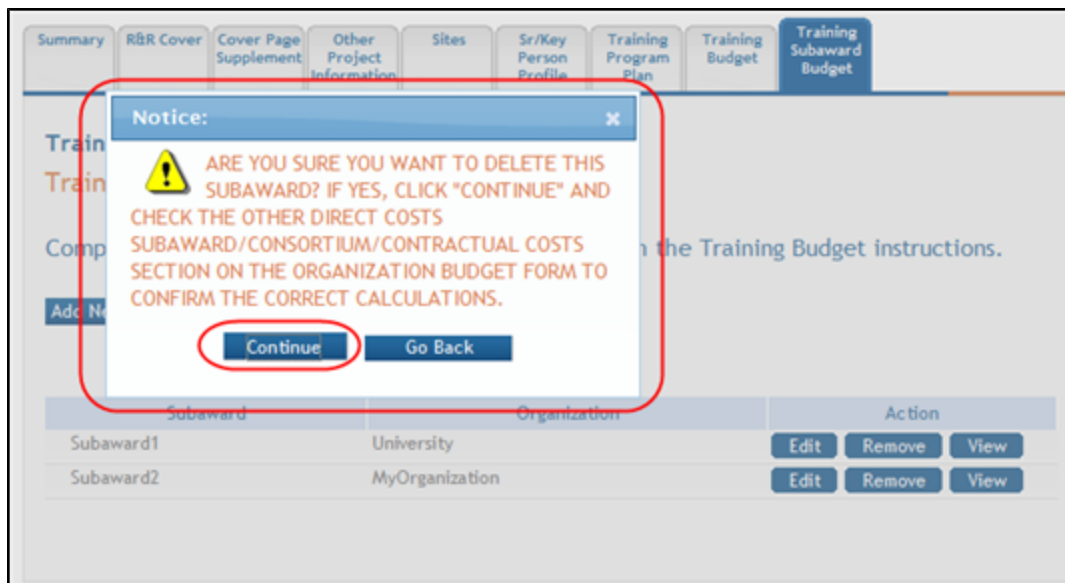 Summary
R&R Cover
Cover Page
Supplement
Other
Project
Information
Sites
Sr/Key
Person
Profile
Training
Program
Plan
Training
Budget
Training
Subaward
Budget
Notice:
Train
ARE YOU SURE YOU WANT TO DELETE THIS
Train
SUBAWARD? IF YES, CLICK "CONTINUE" AND
CHECK THE OTHER DIRECT COSTS
SUBAWARD/CONSORTIUM/CONTRACTUAL COSTS
Comp
the Training Budget instructions.
SECTION ON THE ORGANIZATION BUDGET FORM TO
CONFIRM THE CORRECT CALCULATIONS.
Add Ne
Continue Go Back
Subaward Organization Action
Subaward1 University Edit Remove View
Subaward2 MyOrganization Edit Remove View